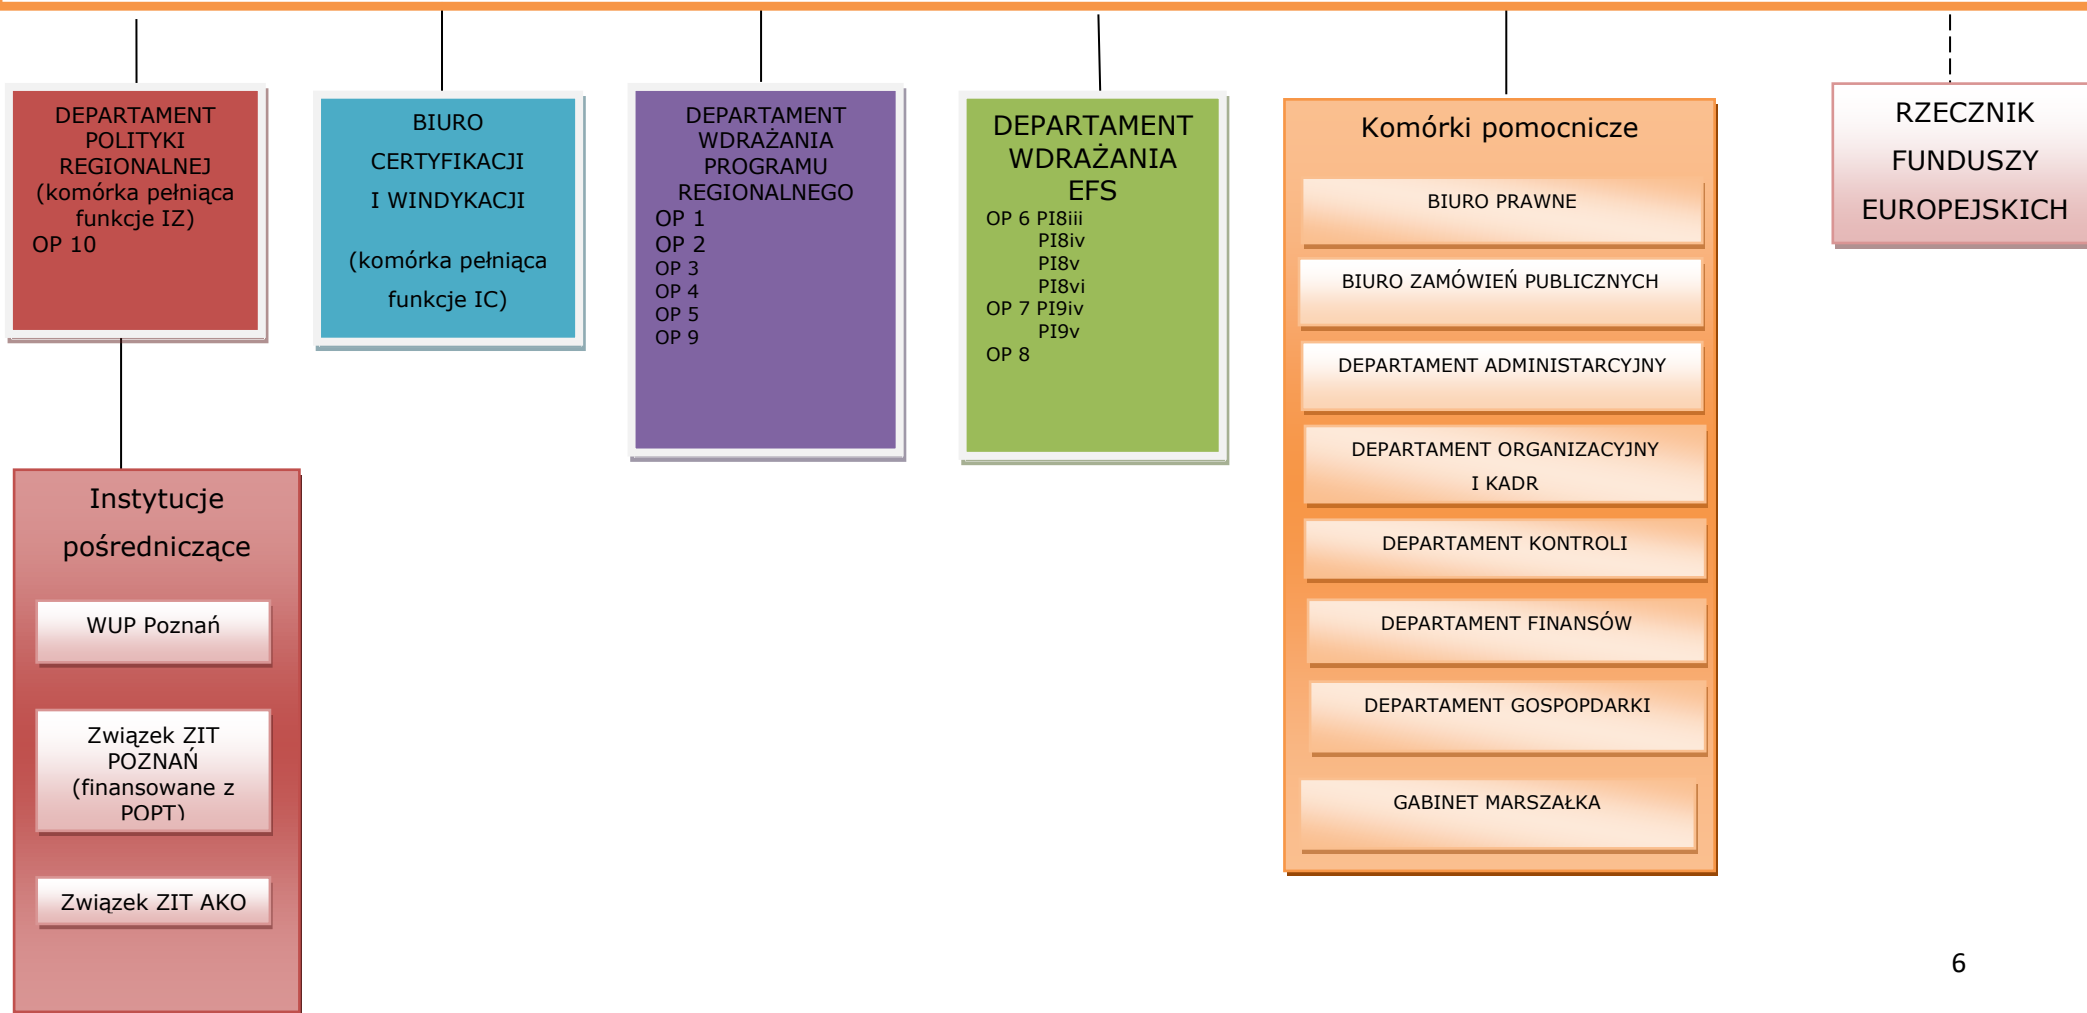 DEPARTAMENT
POLITYKI
REGIONALNEJ
(komórka pełniąca
funkcje IZ)
OP 10
BIURO
CERTYFIKACJI
I WINDYKACJI
(komórka pełniąca
funkcje IC)
DEPARTAMENT
WDRAŻANIA
PROGRAMU
REGIONALNEGO
OP 1
OP 2
OP 3
OP 4
OP 5
OP 9
DEPARTAMENT
WDRAŻANIA
EFS
OP 6 PI8iii
PI8iv
PI8v
PI8vi
OP 7 PI9iv
PI9v
OP 8
Komórki pomocnicze
BIURO PRAWNE
BIURO ZAMÓWIEŃ PUBLICZNYCH
DEPARTAMENT ADMINISTARCYJNY
DEPARTAMENT ORGANIZACYJNY
I KADR
DEPARTAMENT KONTROLI
DEPARTAMENT FINANSÓW
DEPARTAMENT GOSPOPDARKI
GABINET MARSZAŁKA
RZECZNIK
FUNDUSZY
EUROPEJSKICH
Instytucje
pośredniczące
WUP Poznań
Związek ZIT
POZNAŃ
(finansowane z
POPT)
Związek ZIT AKO
6